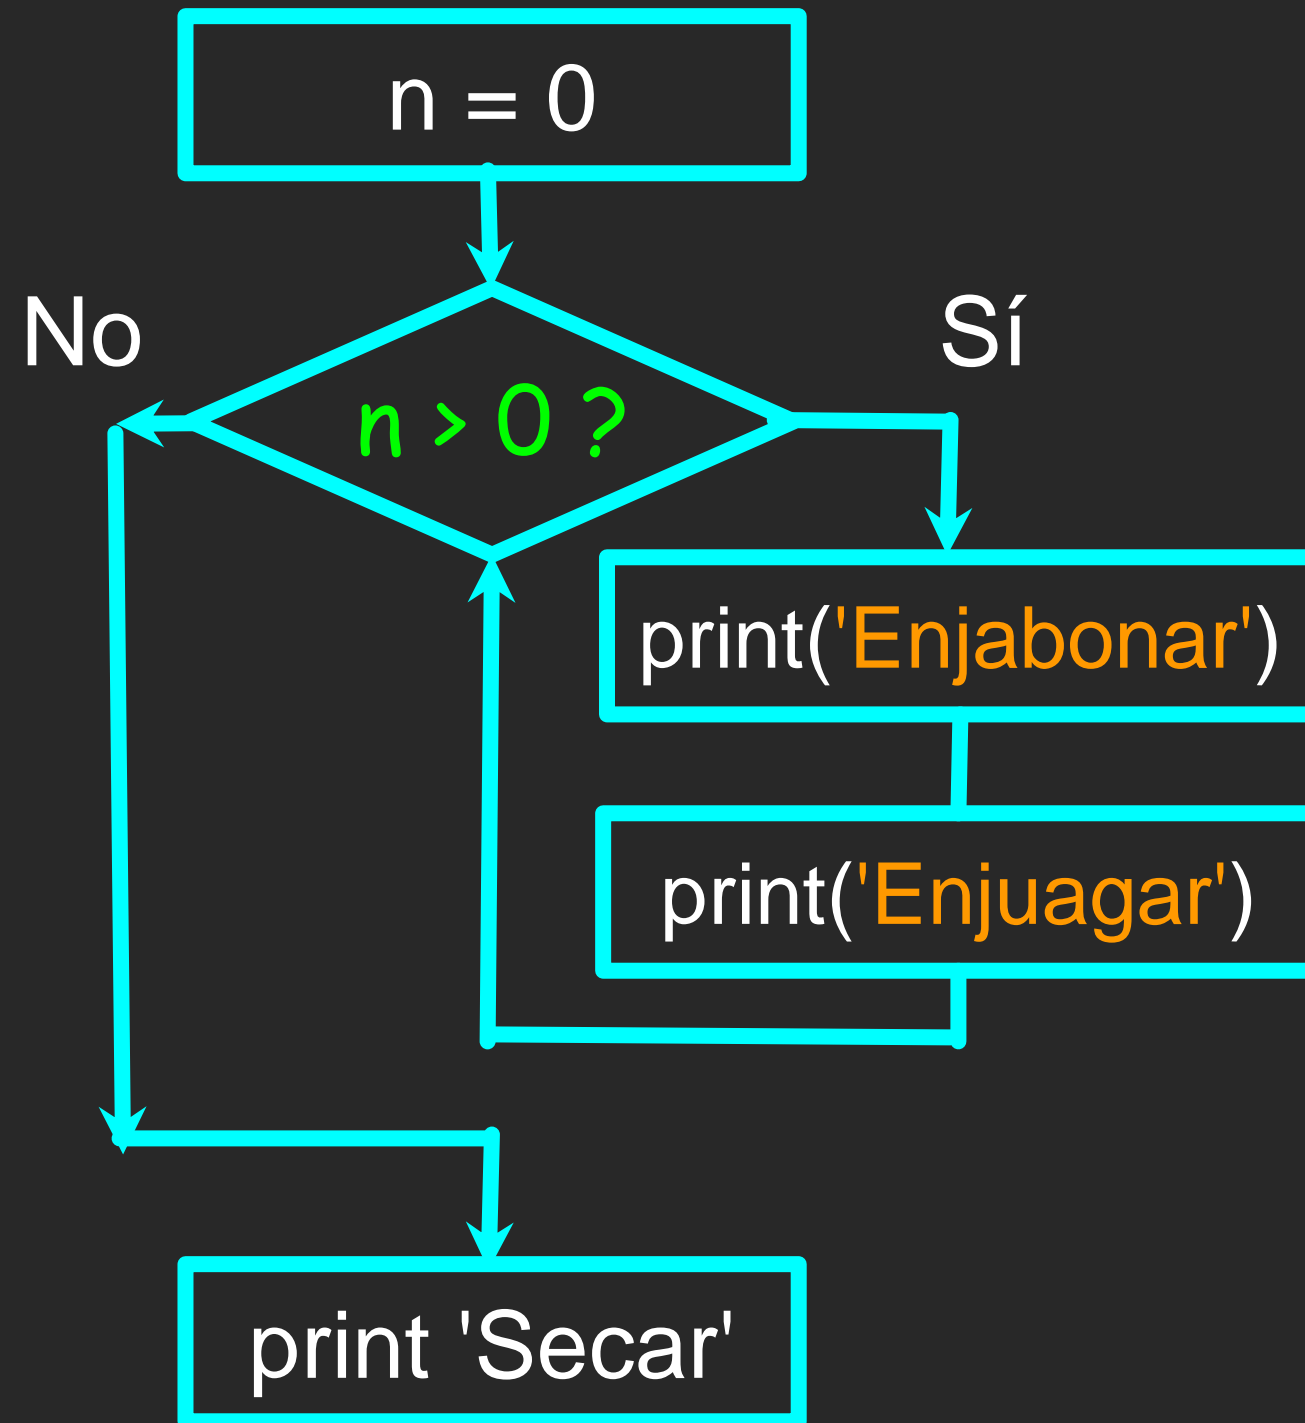 n = 0
No
Sí
n > 0 ?
print('Enjabonar')
print('Enjuagar')
print 'Secar'